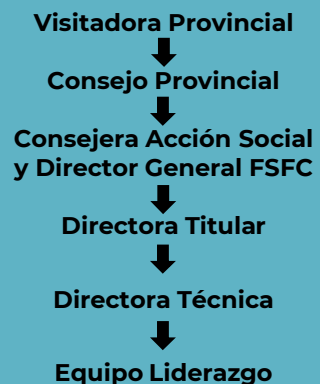 Visitadora Provincial
Consejo Provincial
Consejera Acción Social
y Director General FSFC
Directora Titular
Directora Técnica
Equipo Liderazgo